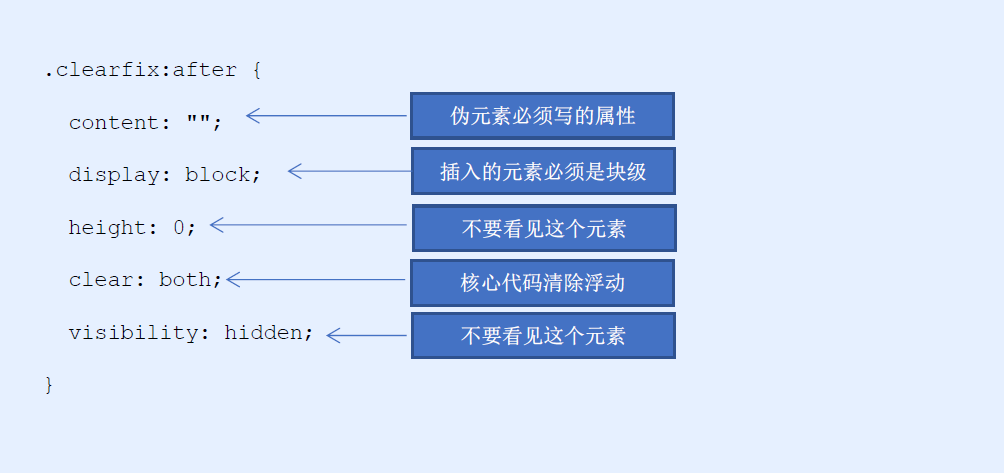 .clearfix:after {
content: "";
伪元素必须写的属性
display: block;
插入的元素必须是块级
height: 0;
不要看见这个元素
clear: both;
核心代码清除浮动
visibility: hidden;
不要看见这个元素
}